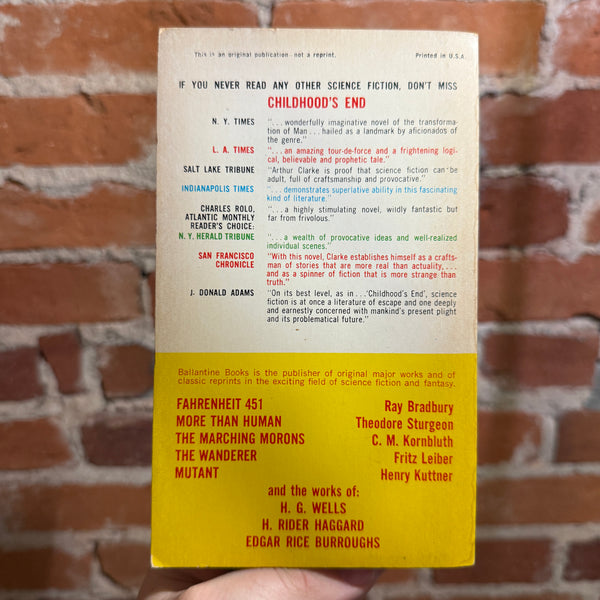 This is an original publication—not a reprint. Printed in U.S.A.
IF YOU NEVER READ ANY OTHER SCIENCE FICTION, DON'T MISS
CHILDHOOD'S END
N. Y. TIMES "... wonderfully imaginative novel of the transforma-
tion of Man ... hailed as a landmark by aficionados of
the genre."
L. A. TIMES "... an amazing tour-de-force and a frightening logi-
cal, believable and prophetic tale."
SALT LAKE TRIBUNE "Arthur Clarke is proof that science fiction can be
adult, full of craftsmanship and provocative."
INDIANAPOLIS TIMES "... demonstrates superlative ability in this fascinating
kind of literature."
CHARLES ROLO, "... a highly stimulating novel, wildly fantastic but
ATLANTIC MONTHLY far from frivolous."
READER'S CHOICE:
N. Y. HERALD TRIBUNE "... a wealth of provocative ideas and well-realized
individual scenes."
SAN FRANCISCO "With this novel, Clarke establishes himself as a crafts-
CHRONICLE man of stories that are more real than actuality, ...
and as a spinner of fiction that is more strange than
truth."
J. DONALD ADAMS "On its best level, as in ... 'Childhood's End', science
fiction is at once a literature of escape and one deeply
and earnestly concerned with mankind's present plight
and its problematical future."
Ballantine Books is the publisher of original major works and of
classic reprints in the exciting field of science fiction and fantasy.
FAHRENHEIT 451 Ray Bradbury
MORE THAN HUMAN Theodore Sturgeon
THE MARCHING MORONS C. M. Kornbluth
THE WANDERER Fritz Leiber
MUTANT Henry Kuttner
and the works of:
H. G. WELLS
H. RIDER HAGGARD
EDGAR RICE BURROUGHS